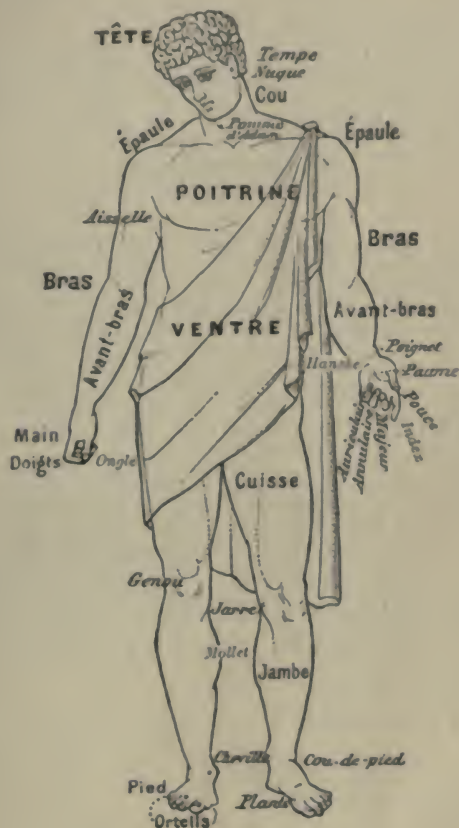 TÊTE
Tempe
Nuque
Cou
Épaule
Pomme
d'Adam
Épaule
POITRINE
Aisselle
Bras
Bras
Avant-bras
Avant-bras
VENTRE
Poignet
Hanche
Paume
Pouce
Index
Majeur
Annulaire
Auriculaire
Main
Doigts
Ongle
Cuisse
Genou
Jarret
Mollet
Jambe
Cheville
Cou-de-pied
Pied
Plante
Orteils